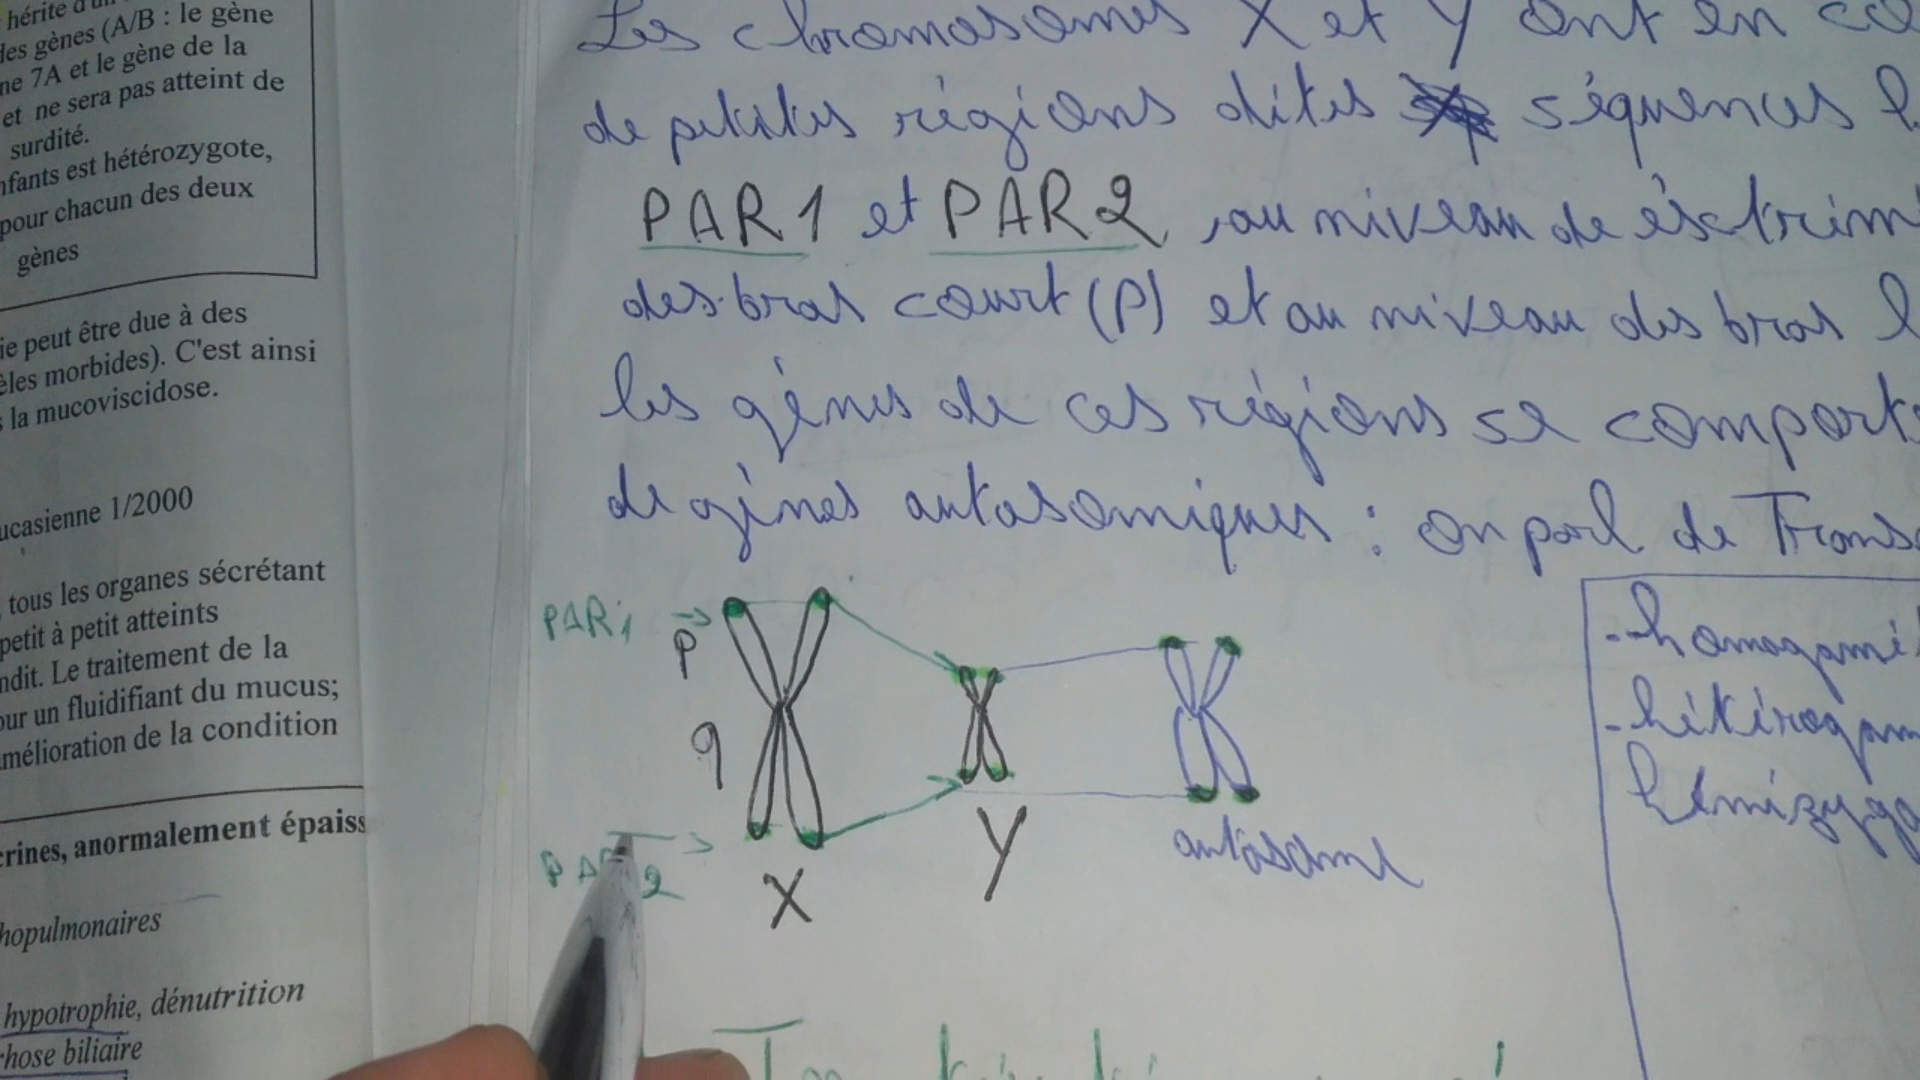 hérite d'un
des gènes (A/B : le gène
ne 7A et le gène de la
et ne sera pas atteint de
surdité.
nfants est hétérozygote,
pour chacun des deux
gènes
ie peut être due à des
èles morbides). C'est ainsi
la mucoviscidose.
ucasienne 1/2000
tous les organes sécrétant
petit à petit atteints
ndit. Le traitement de la
our un fluidifiant du mucus;
mélioration de la condition
crines, anormalement épaiss
hopulmonaires
hypotrophie, dénutrition
rhose biliaire
Les chromosomes X et Y ont en co
de petites régions dites séquences
PAR1 et PAR2, au niveau de
des bras court (p) et au niveau des bras l
les gènes de ces régions se comport
de gènes autosomiques : on parl de Trans
PAR1
p
q
PAR2
X
Y
autosome
- homogamé
- hétérogam
hémizyg